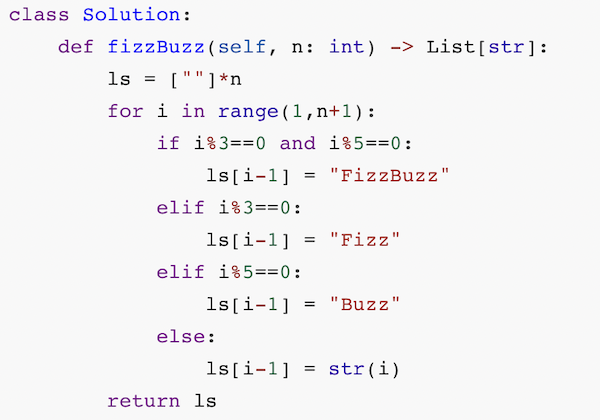 class Solution:
    def fizzBuzz(self, n: int) -> List[str]:
        ls = [""]*n
        for i in range(1,n+1):
            if i%3==0 and i%5==0:
                ls[i-1] = "FizzBuzz"
            elif i%3==0:
                ls[i-1] = "Fizz"
            elif i%5==0:
                ls[i-1] = "Buzz"
            else:
                ls[i-1] = str(i)
        return ls